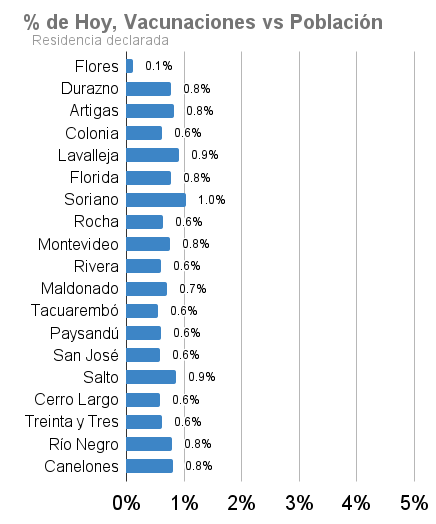 % de Hoy, Vacunaciones vs Población
Residencia declarada
Flores 0.1%
Durazno 0.8%
Artigas 0.8%
Colonia 0.6%
Lavalleja 0.9%
Florida 0.8%
Soriano 1.0%
Rocha 0.6%
Montevideo 0.8%
Rivera 0.6%
Maldonado 0.7%
Tacuarembó 0.6%
Paysandú 0.6%
San José 0.6%
Salto 0.9%
Cerro Largo 0.6%
Treinta y Tres 0.6%
Río Negro 0.8%
Canelones 0.8%
0% 1% 2% 3% 4% 5%